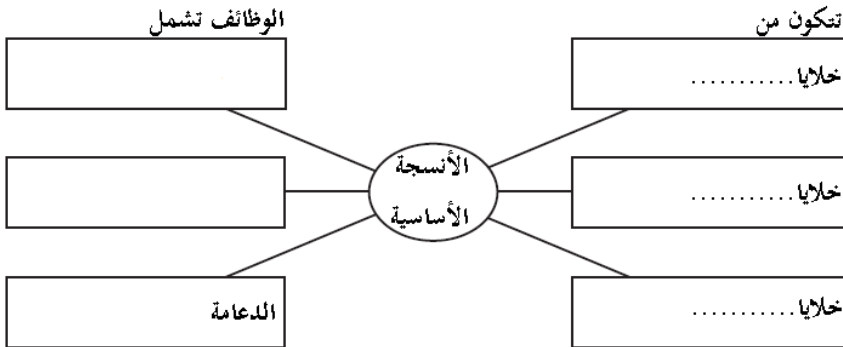 تتكون من
الوظائف تشمل
خلايا...........
الأنسجة
الأساسية
خلايا...........
خلايا...........
الدعامة